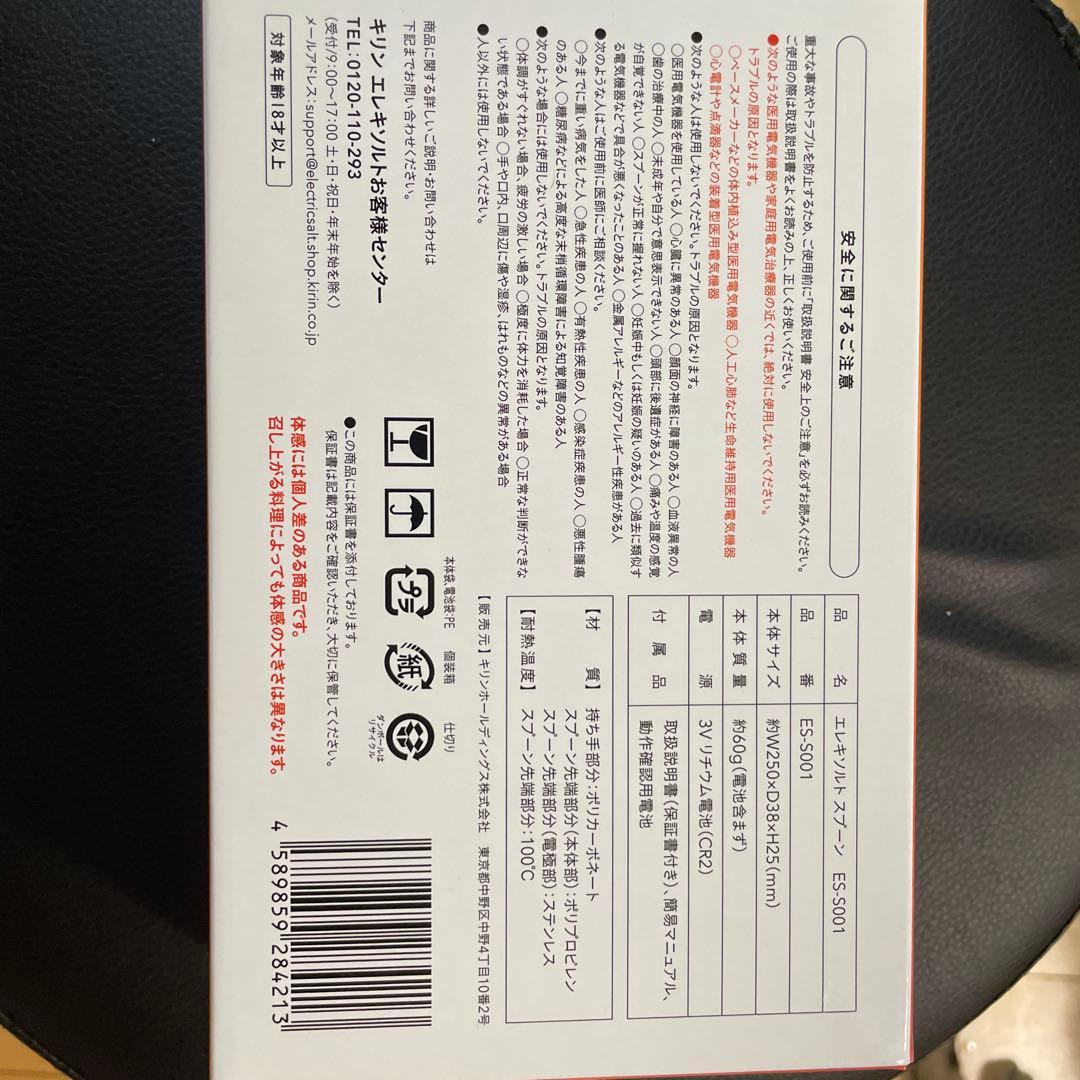 安全に関するご注意
重大な事故やトラブルを防止するため、ご使用前に「取扱説明書 安全上のご注意」を必ずお読みください。
ご使用の際は取扱説明書をよくお読みの上、正しくお使いください。
●次のような医用電気機器や家庭用電気治療器の近くでは、絶対に使用しないでください。
トラブルの原因となります。
○ペースメーカーなどの体内植込み型医用電気機器 ○人工心肺など生命維持用医用電気機器
○心電計や点滴器などの装着型医用電気機器
●次のような人は使用しないでください。トラブルの原因となります。
○医用電気機器を使用している人 ○心臓に異常のある人 ○顔面の神経に障害のある人 ○血液異常の人
○歯の治療中の人 ○未成年や自分で意思表示できない人 ○頭部に後遺症がある人 ○痛みや温度の感覚
が自覚できない人 ○スプーンが正常に握れない人 ○妊娠中もしくは妊娠の疑いのある人 ○過去に類似す
る電気機器などで具合が悪くなったことのある人 ○金属アレルギーなどのアレルギー性疾患がある人
●次のような人はご使用前に医師にご相談ください。
○今までに重い病気をした人 ○急性疾患の人 ○有熱性疾患の人 ○感染症疾患の人 ○悪性腫瘍
のある人 ○糖尿病などによる高度な末梢循環障害による知覚障害のある人
●次のような場合には使用しないでください。トラブルの原因となります。
○体調がすぐれない場合、疲労の激しい場合 ○極度に体力を消耗した場合 ○正常な判断ができな
い状態である場合 ○手や口内、口周辺に傷や湿疹、はれものなどの異常がある場合
●人以外には使用しないでください。
商品に関する詳しいご説明・お問い合わせは
下記までお問い合わせください。
キリン エレキソルトお客様センター
TEL:0120-110-293
(受付/9:00~17:00 土・日・祝日・年末年始を除く)
メールアドレス:support@electricsalt.shop.kirin.co.jp
対象年齢18才以上
品名 エレキソルト スプーン ES-S001
品番 ES-S001
本体サイズ 約W250×D38×H25(mm)
本体質量 約60g(電池含まず)
電源 3Vリチウム電池(CR2)
付属品 取扱説明書(保証書付き)、簡易マニュアル、
動作確認用電池
【材質】 持ち手部分:ポリカーボネート
スプーン先端部分(本体部):ポリプロピレン
スプーン先端部分(電極部):ステンレス
【耐熱温度】 スプーン先端部分:100℃
【販売元】キリンホールディングス株式会社 東京都中野区中野4丁目10番2号
本体袋、電池袋:PE
プラ
個装箱
紙
仕切り
ダンボールは
リサイクル
●この商品には保証書を添付しております。
保証書は記載内容をご確認いただき、大切に保管してください。
体感には個人差のある商品です。
召し上がる料理によっても体感の大きさは異なります。
4 589859 284213